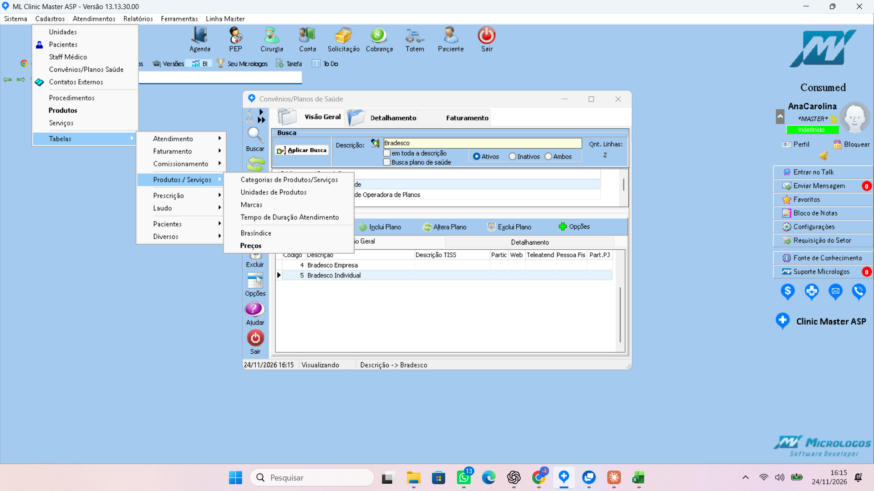 ML Clinic Master ASP - Versão 13.13.30.00
Sistema Cadastros Atendimentos Relatórios Ferramentas Linha Master
Unidades
Pacientes
Staff Médico
Convênios/Planos Saúde
Contatos Externos
Procedimentos
Produtos
Serviços
Tabelas
Agenda PEP Cirurgia Conta Solicitação Cobrança Totem Paciente Sair
Versões BI Seu Micrologos Tarefa To Do
Atendimento
Faturamento
Comissionamento
Produtos / Serviços
Prescrição
Laudo
Pacientes
Diversos
Categorias de Produtos/Serviços
Unidades de Produtos
Marcas
Tempo de Duração Atendimento
Brasíndice
Preços
Convênios/Planos de Saúde
Visão Geral Detalhamento Faturamento
Buscar
Busca
Aplicar Busca
Descrição:
Bradesco
em toda a descrição
Busca plano de saúde
Ativos Inativos Ambos
Qnt. Linhas:
2
de Operadora de Planos
Inclui Plano Altera Plano Exclui Plano Opções
Detalhamento
Código Descrição Descrição TISS Partic Web Teleatend Pessoa Fís Part.PJ
4 Bradesco Empresa
5 Bradesco Individual
Excluir
Opções
Ajudar
Sair
24/11/2026 16:15 Visualizando Descrição -> Bradesco
Consumed
AnaCarolina
*MASTER*
Indefinido
Perfil Bloquear
Entrar no Talk
Enviar Mensagem 0
Favoritos
Bloco de Notas
Configurações
Requisição do Setor
Fonte de Conhecimento
Suporte Micrologos 0
Clinic Master ASP
MICROLOGOS
Software Developer
Pesquisar
13
16:15
24/11/2026